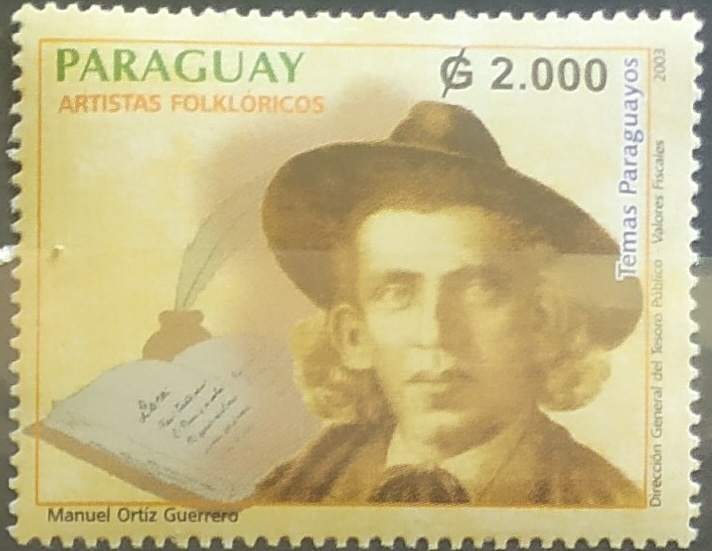 PARAGUAY
₲ 2.000
ARTISTAS FOLKLÓRICOS
Temas Paraguayos
Dirección General del Tesoro Público Valores Fiscales 2003
Manuel Ortíz Guerrero